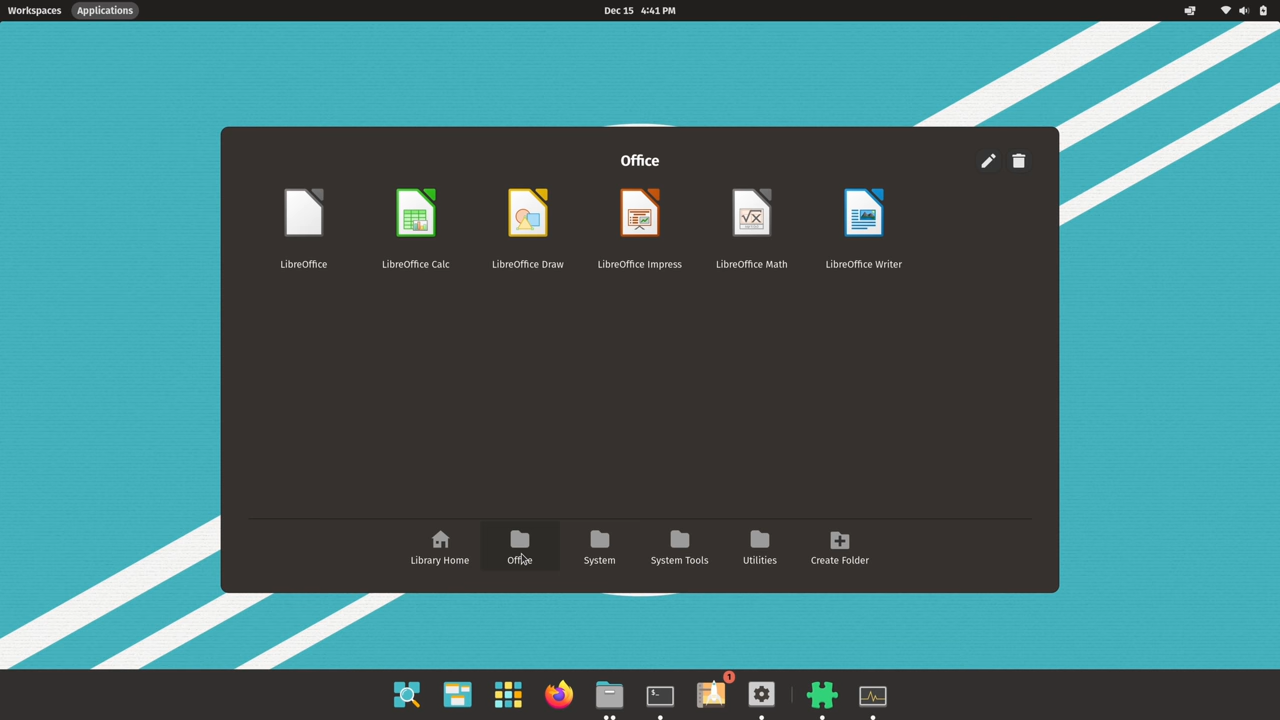 Workspaces Applications Dec 15 4:41 PM
Office
LibreOffice LibreOffice Calc LibreOffice Draw LibreOffice Impress LibreOffice Math LibreOffice Writer
Library Home Office System System Tools Utilities Create Folder
1